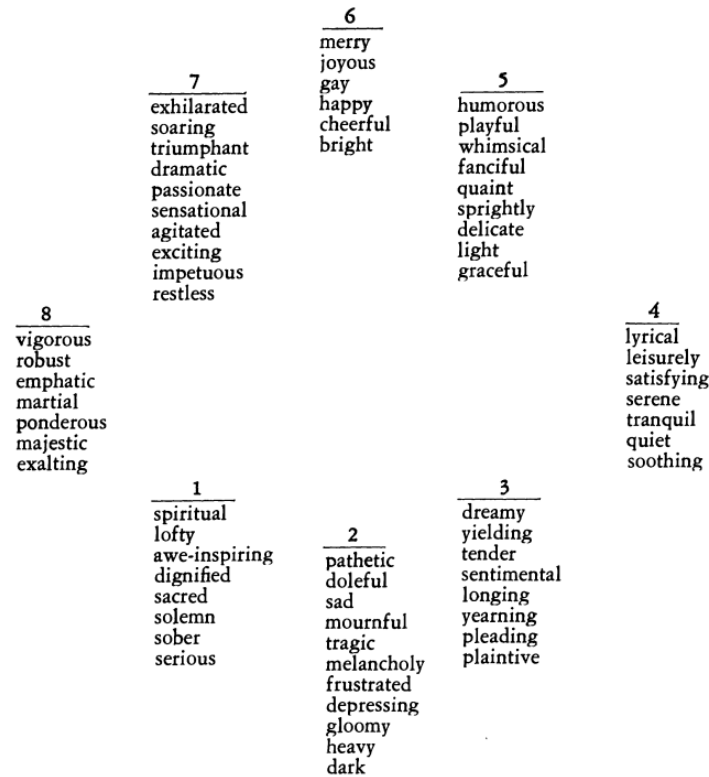 6
merry
joyous
gay
happy
cheerful
bright
7
exhilarated
soaring
triumphant
dramatic
passionate
sensational
agitated
exciting
impetuous
restless
5
humorous
playful
whimsical
fanciful
quaint
sprightly
delicate
light
graceful
8
vigorous
robust
emphatic
martial
ponderous
majestic
exalting
4
lyrical
leisurely
satisfying
serene
tranquil
quiet
soothing
1
spiritual
lofty
awe-inspiring
dignified
sacred
solemn
sober
serious
2
pathetic
doleful
sad
mournful
tragic
melancholy
frustrated
depressing
gloomy
heavy
dark
3
dreamy
yielding
tender
sentimental
longing
yearning
pleading
plaintive